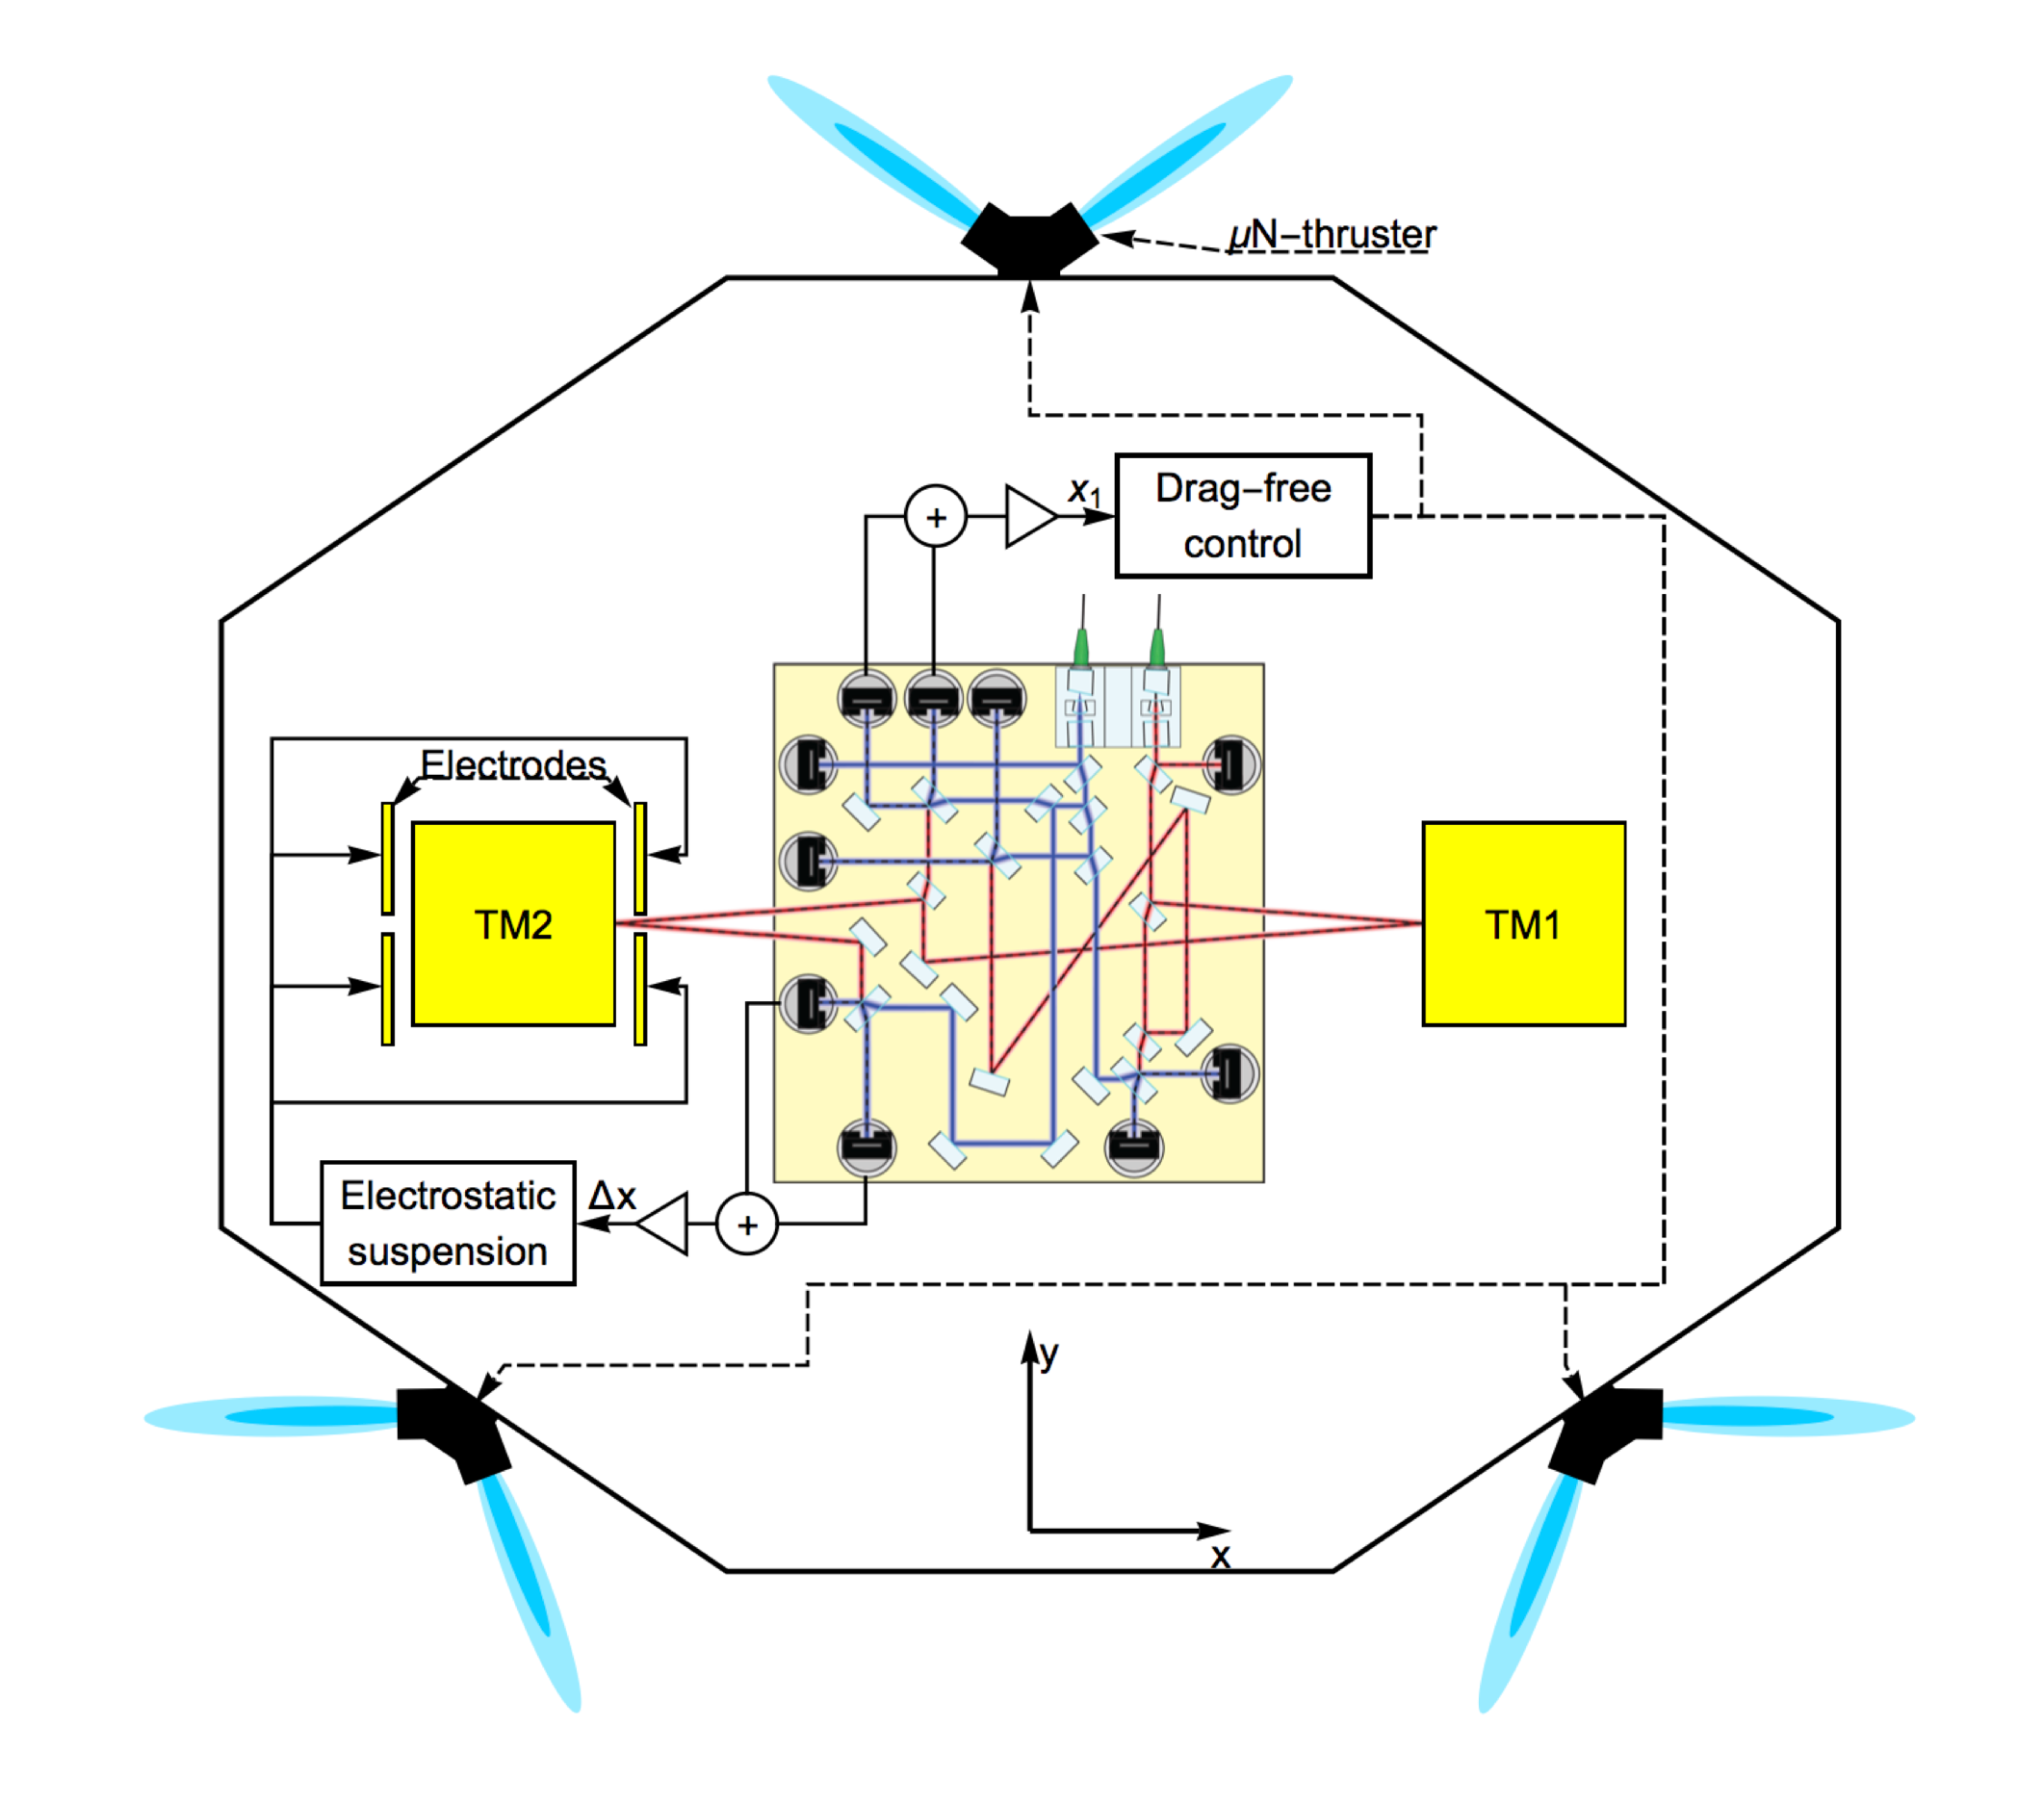 μN−thruster
+
x₁
Drag−free
control
Electrodes
TM2
TM1
Electrostatic
suspension
Δx
+
y
x